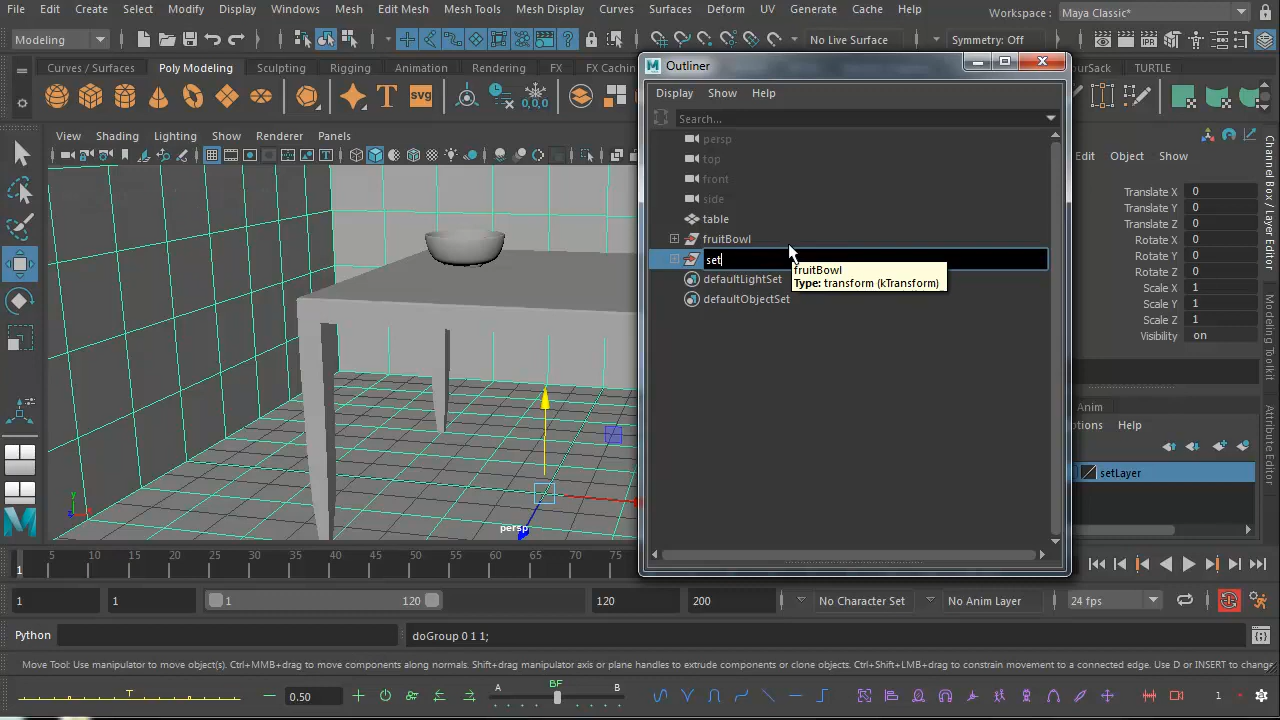 File Edit Create Select Modify Display Windows Mesh Edit Mesh Mesh Tools Mesh Display Curves Surfaces Deform UV Generate Cache Help
Workspace : Maya Classic*
Modeling No Live Surface Symmetry: Off
Curves / Surfaces Poly Modeling Sculpting Animation Rendering FX FX Cachin TURTLE
Outliner
Display Show Help
Search...
View Shading Lighting Show Renderer Panels
Edit Object Show
persp
top
front
side
table
fruitBowl
set
defaultLightSet
defaultObjectSet
fruitBowl
Type: transform (kTransform)
Translate X 0
Translate Y 0
Translate Z 0
Rotate X 0
Rotate Y 0
Rotate Z 0
Scale X 1
Scale Y 1
Scale Z 1
Visibility on
Channel Box / Layer Editor
Modeling Toolkit
Attribute Editor
Anim
Help
setLayer
y
persp
5 10 15 20 25 30 35 40 45 50 55 60 65 70 75
1
1 1 1 120 120 200 No Character Set No Anim Layer 24 fps
Python doGroup 0 1 1;
Move Tool: Use manipulator to move object(s). Ctrl+MMB+drag to move components along normals. Shift+drag manipulator axis or plane handles to extrude components or clone objects. Ctrl+Shift+LMB+drag to constrain movement to a connected edge. Use D or INSERT to change
T 0.50 A BF B 1